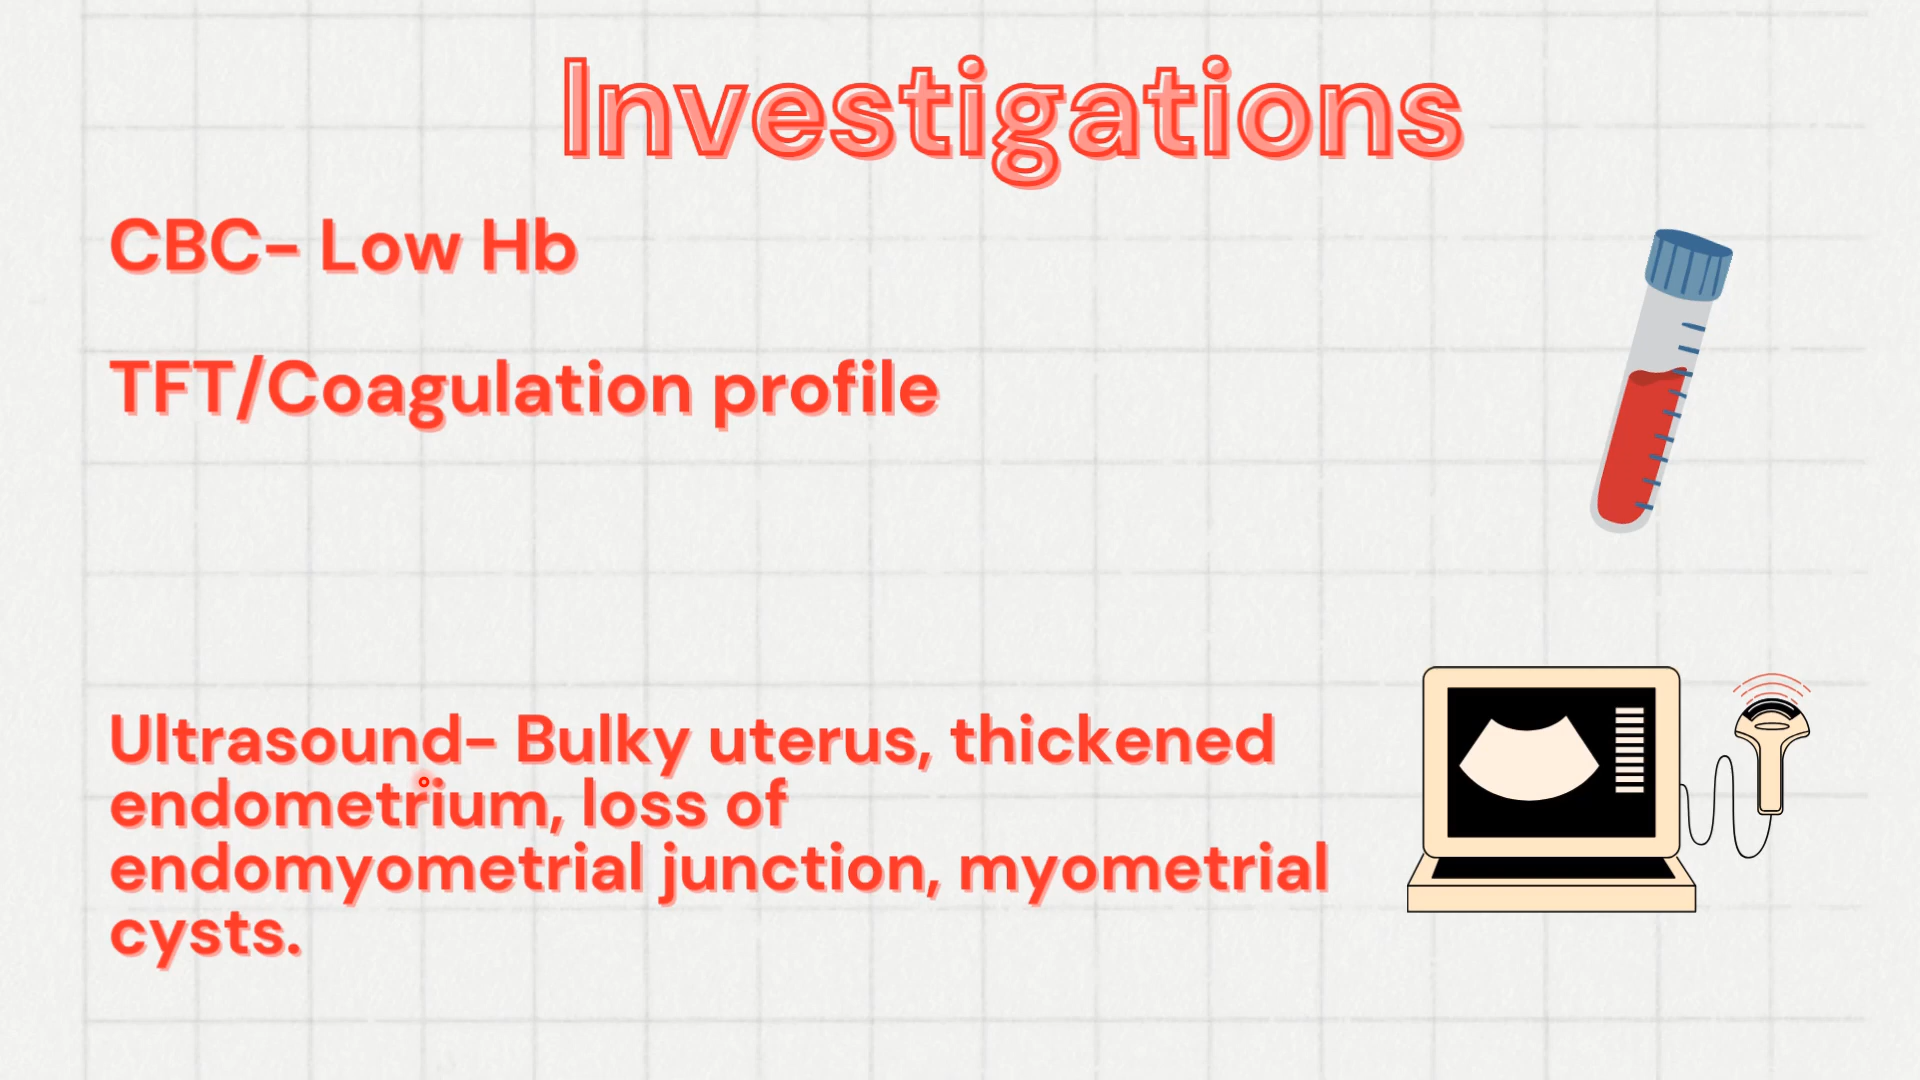 Investigations
CBC- Low Hb
TFT/Coagulation profile
Ultrasound- Bulky uterus, thickened
endometrium, loss of
endomyometrial junction, myometrial
cysts.